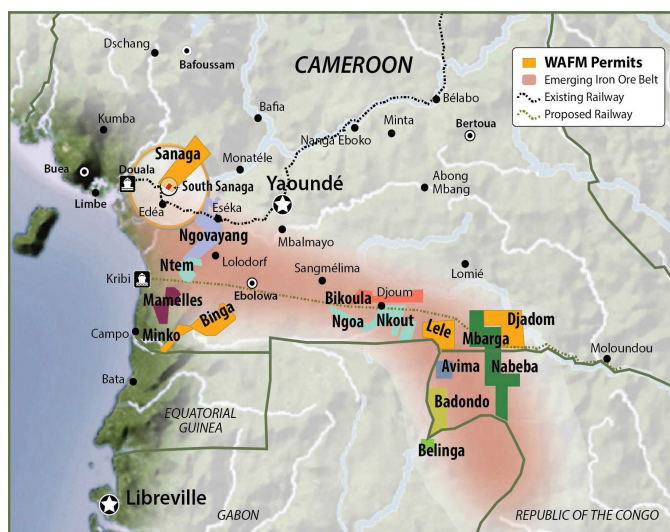 Dschang
Bafoussam
CAMEROON
WAFM Permits
Emerging Iron Ore Belt
Existing Railway
Proposed Railway
Kumba
Bafia
Bélabo
Minta
Nanga Eboko
Bertoua
Sanaga
Monatélé
Buea
Douala
South Sanaga
Yaoundé
Abong
Mbang
Limbe
Edéa
Eséka
Ngovayang
Mbalmayo
Lolodorf
Ntem
Sangmélima
Lomié
Kribi
Ebolowa
Djoum
Bikoula
Mamelles
Binga
Ngoa
Nkout
Lele
Djadom
Mbarga
Campo
Minko
Moloundou
Avima
Nabeba
Bata
Badondo
EQUATORIAL
GUINEA
Belinga
Libreville
GABON
REPUBLIC OF THE CONGO